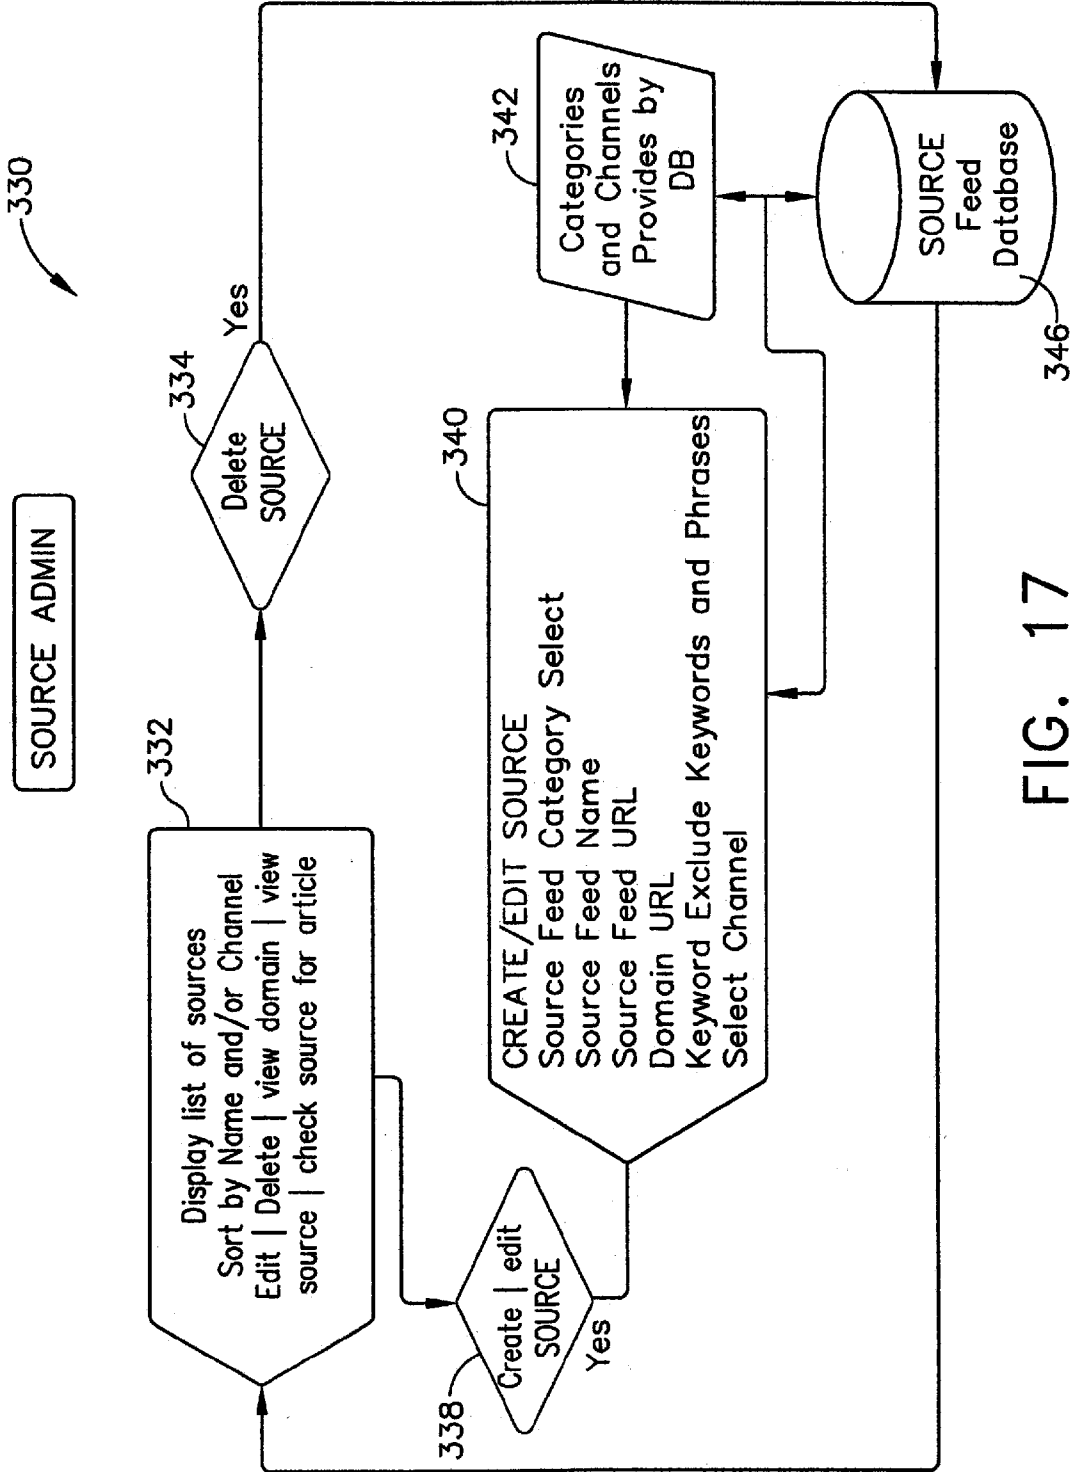 SOURCE ADMIN
330
332
Display list of sources
Sort by Name and/or Channel
Edit | Delete | view domain | view
source | check source for article
334
Delete
SOURCE
Yes
338
Create | edit
SOURCE
Yes
340
CREATE/EDIT SOURCE
Source Feed Category Select
Source Feed Name
Source Feed URL
Domain URL
Keyword Exclude Keywords and Phrases
Select Channel
342
Categories
and Channels
Provides by
DB
SOURCE
Feed
Database
346
FIG. 17